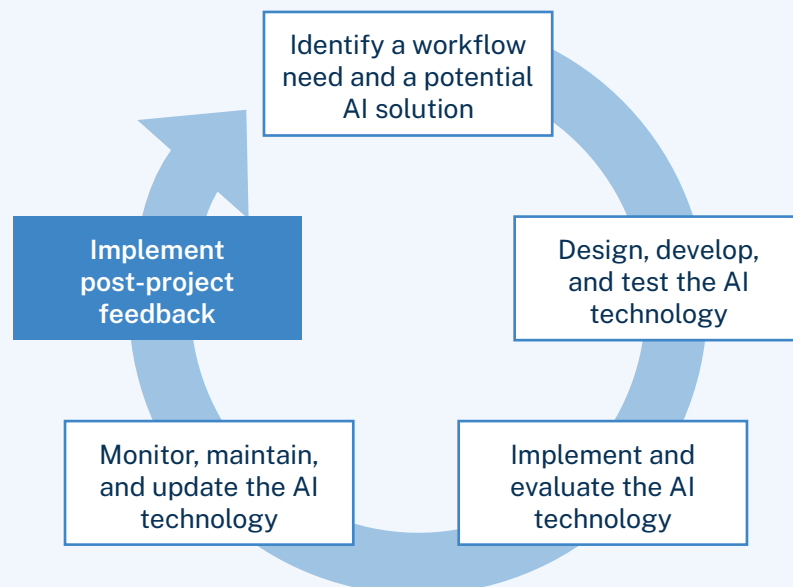 Identify a workflow
need and a potential
AI solution
Design, develop,
and test the AI
technology
Implement and
evaluate the AI
technology
Monitor, maintain,
and update the AI
technology
Implement
post-project
feedback